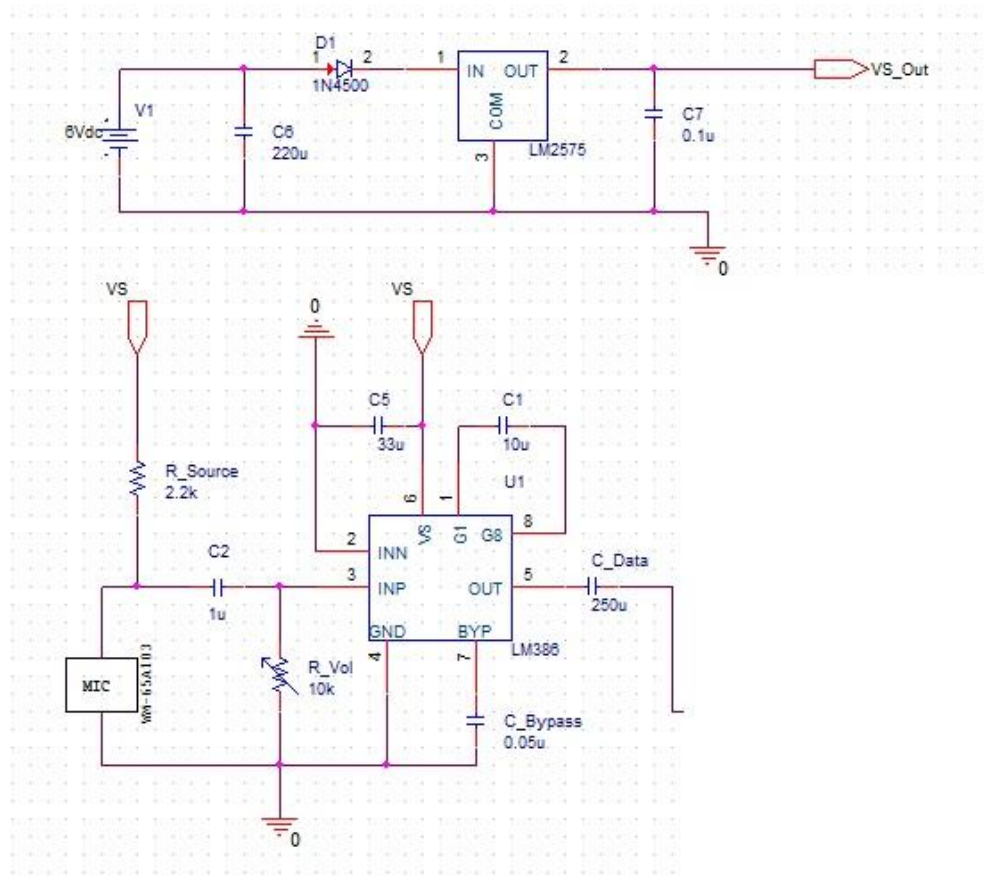 D1
1
2
1N4500
1
IN
OUT
2
COM
3
LM2575
VS_Out
V1
6Vdc
C6
220u
C7
0.1u
0
VS
VS
0
C5
33u
C1
10u
R_Source
2.2k
U1
6
1
VS
G1
G8
8
2
INN
C2
1u
3
INP
OUT
5
C_Data
250u
GND
BYP
LM386
4
7
MIC
WM-65A103
R_Vol
10k
C_Bypass
0.05u
0